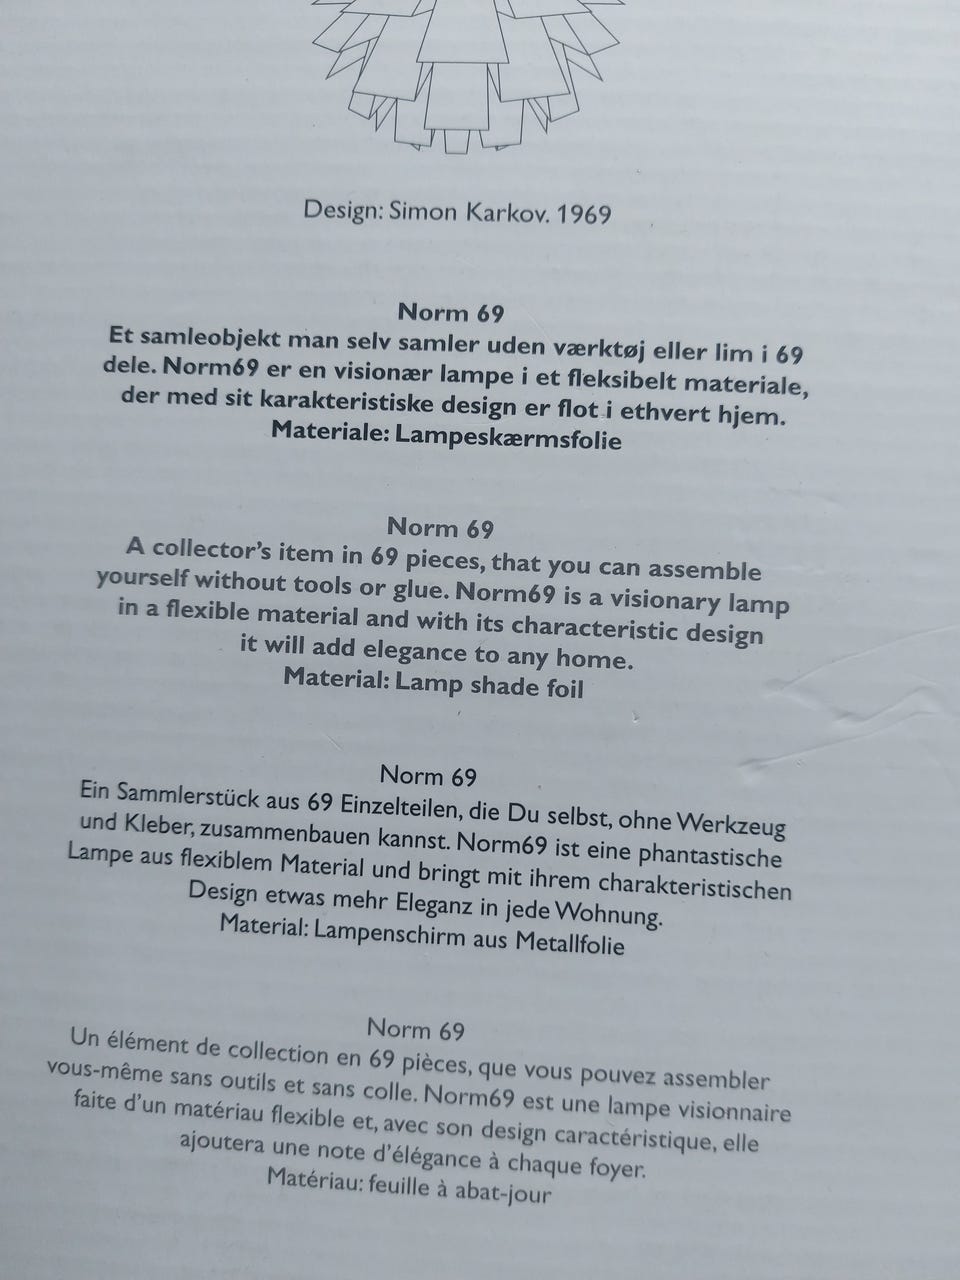 Design: Simon Karkov. 1969
Norm 69
Et samleobjekt man selv samler uden værktøj eller lim i 69
dele. Norm69 er en visionær lampe i et fleksibelt materiale,
der med sit karakteristiske design er flot i ethvert hjem.
Materiale: Lampeskærmsfolie
Norm 69
A collector's item in 69 pieces, that you can assemble
yourself without tools or glue. Norm69 is a visionary lamp
in a flexible material and with its characteristic design
it will add elegance to any home.
Material: Lamp shade foil
Norm 69
Ein Sammlerstück aus 69 Einzelteilen, die Du selbst, ohne Werkzeug
und Kleber, zusammenbauen kannst. Norm69 ist eine phantastische
Lampe aus flexiblem Material und bringt mit ihrem charakteristischen
Design etwas mehr Eleganz in jede Wohnung.
Material: Lampenschirm aus Metallfolie
Norm 69
Un élément de collection en 69 pièces, que vous pouvez assembler
vous-même sans outils et sans colle. Norm69 est une lampe visionnaire
faite d'un matériau flexible et, avec son design caractéristique, elle
ajoutera une note d'élégance à chaque foyer.
Matériau: feuille à abat-jour